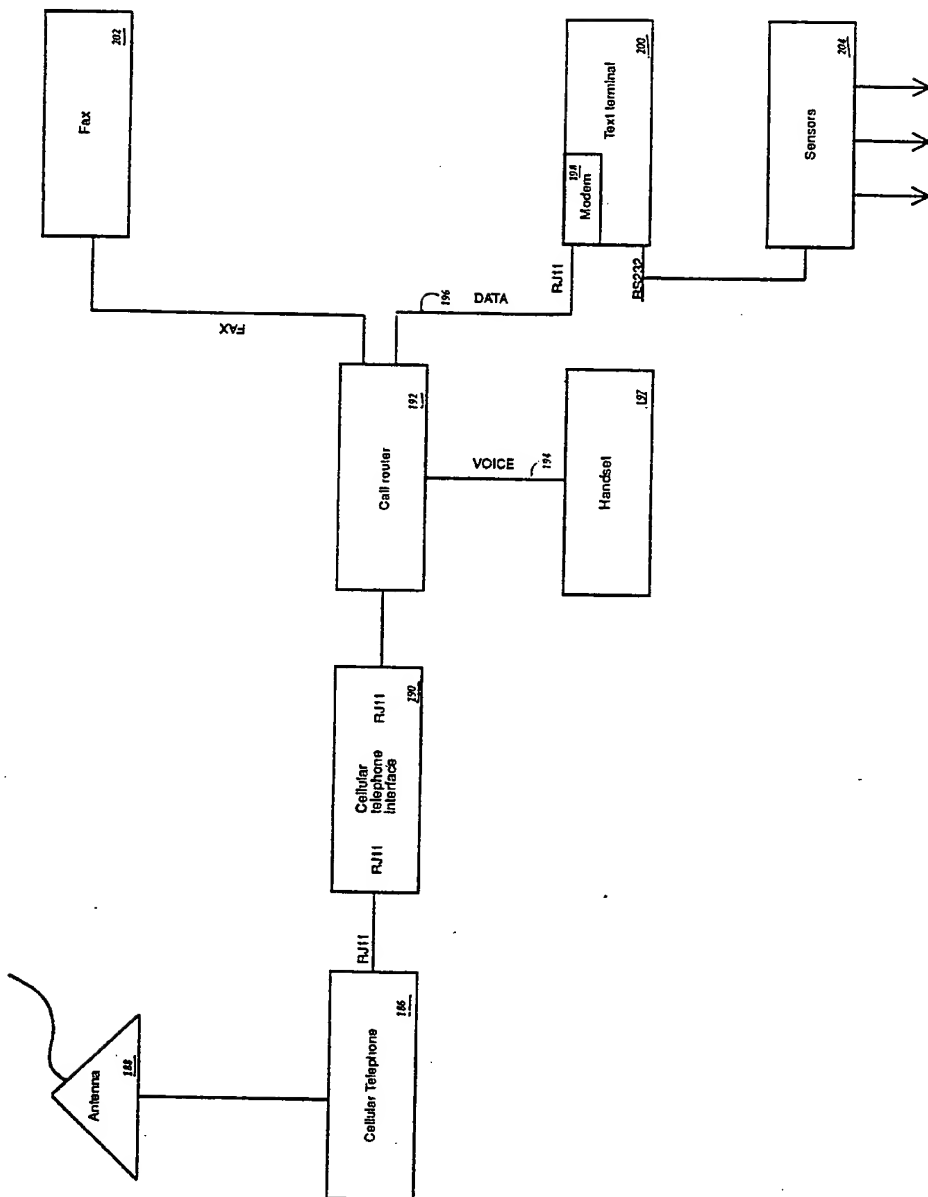 Antenna
188
Cellular Telephone
186
RJ11
RJ11
Cellular
telephone
interface
RJ11
190
Call router
192
VOICE
194
Handset
197
FAX
Fax
202
196
DATA
RJ11
Modem
198
Text terminal
200
RS232
Sensors
204